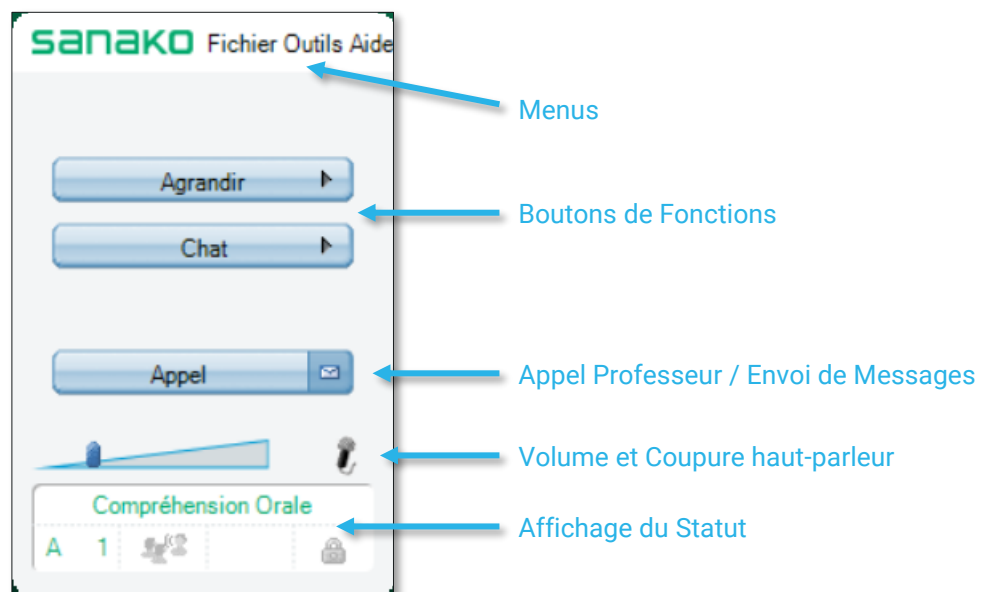 sanako Fichier Outils Aide
Menus
Agrandir
Boutons de Fonctions
Chat
Appel
Appel Professeur / Envoi de Messages
Volume et Coupure haut-parleur
Compréhension Orale
Affichage du Statut
A 1